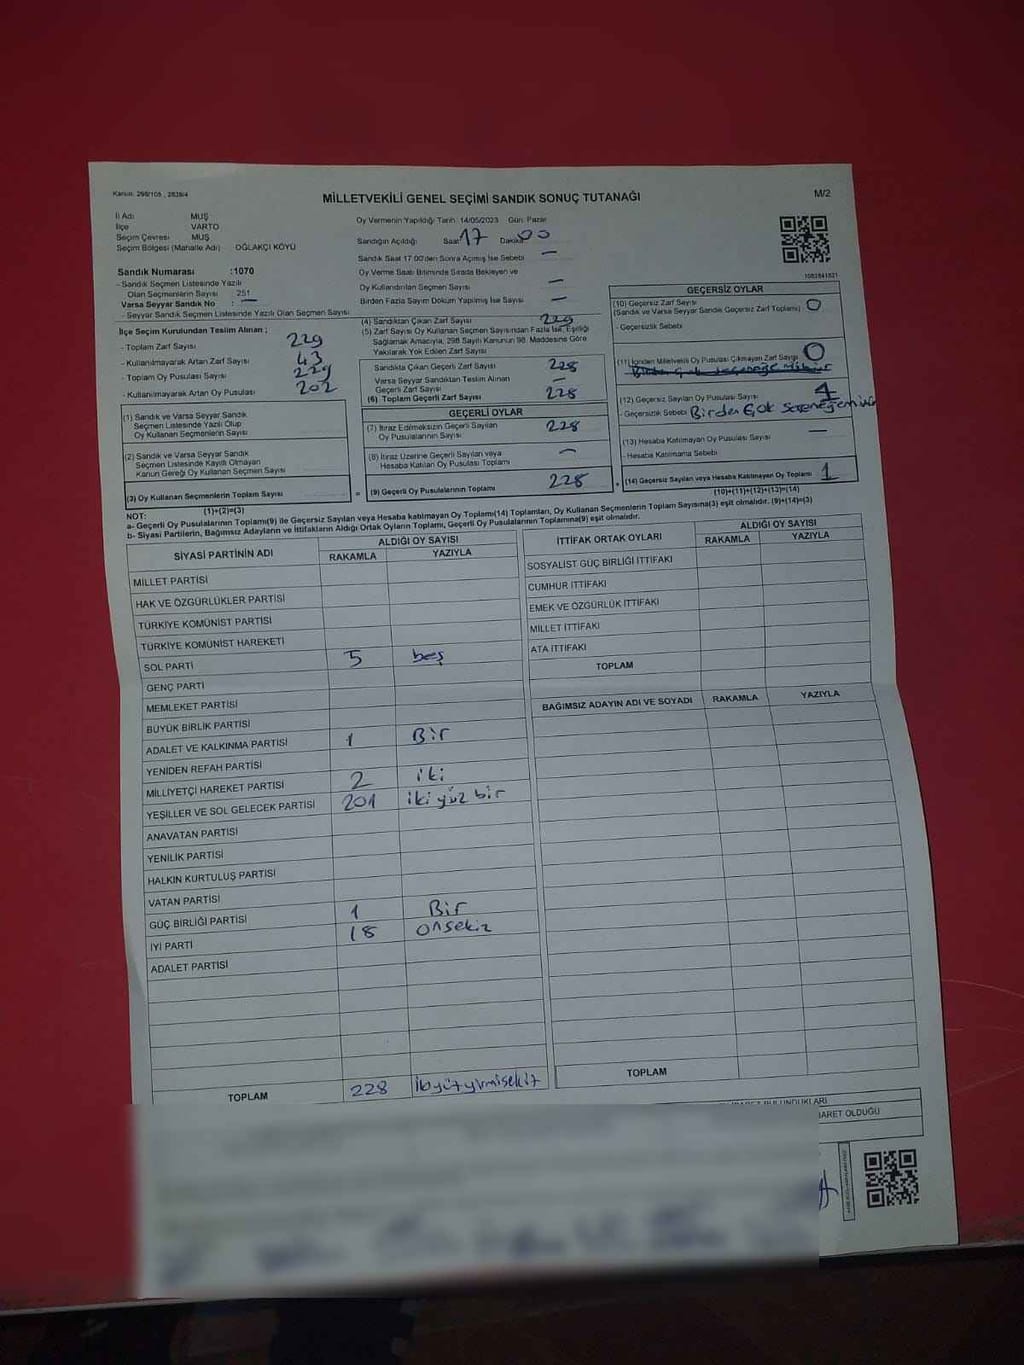 Kanun: 298/105 , 2839/4
MİLLETVEKİLİ GENEL SEÇİMİ SANDIK SONUÇ TUTANAĞI
M/2
İl Adı MUŞ
İlçe VARTO
Seçim Çevresi MUŞ
Seçim Bölgesi (Mahalle Adı) OĞLAKÇI KÖYÜ
Sandık Numarası :1070
- Sandık Seçmen Listesinde Yazılı
Olan Seçmenlerin Sayısı 251
Varsa Seyyar Sandık No : —
- Seyyar Sandık Seçmen Listesinde Yazılı Olan Seçmen Sayısı
Oy Vermenin Yapıldığı Tarih 14/05/2023 Gün: Pazar
Sandığın Açıldığı Saat 17 Dakika 00
Sandık Saat 17:00'den Sonra Açılmış İse Sebebi —
Oy Verme Saati Bitiminde Sırada Bekleyen ve
Oy Kullandırılan Seçmen Sayısı —
Birden Fazla Sayım Döküm Yapılmış İse Sayısı —
1082841821
İlçe Seçim Kurulundan Teslim Alınan ;
- Toplam Zarf Sayısı
- Kullanılmayarak Artan Zarf Sayısı 43
- Toplam Oy Pusulası Sayısı
- Kullanılmayarak Artan Oy Pusulası 202
(1) Sandık ve Varsa Seyyar Sandık
Seçmen Listesinde Yazılı Olup
Oy Kullanan Seçmenlerin Sayısı
(2) Sandık ve Varsa Seyyar Sandık
Seçmen Listesinde Kayıtlı Olmayan
Kanun Gereği Oy Kullanan Seçmen Sayısı
(3) Oy Kullanan Seçmenlerin Toplam Sayısı
(1)+(2)=(3)
(4) Sandıktan Çıkan Zarf Sayısı 229
(5) Zarf Sayısı Oy Kullanan Seçmen Sayısından Fazla İse, Eşitliği
Sağlamak Amacıyla, 298 Sayılı Kanunun 98. Maddesine Göre
Yakılarak Yok Edilen Zarf Sayısı
Sandıkta Çıkan Geçerli Zarf Sayısı 228
Varsa Seyyar Sandıktan Teslim Alınan
Geçerli Zarf Sayısı —
(6) Toplam Geçerli Zarf Sayısı 228
GEÇERLİ OYLAR
(7) İtiraz Edilmeksizin Geçerli Sayılan
Oy Pusulalarının Sayısı 228
(8) İtiraz Üzerine Geçerli Sayılan veya
Hesaba Katılan Oy Pusulası Toplamı —
= (9) Geçerli Oy Pusulalarının Toplamı 228
GEÇERSİZ OYLAR
(10) Geçersiz Zarf Sayısı 0
(Sandık ve Varsa Seyyar Sandık Geçersiz Zarf Toplamı)
- Geçersizlik Sebebi
(11) İçinden Milletvekili Oy Pusulası Çıkmayan Zarf Sayısı 0
(12) Geçersiz Sayılan Oy Pusulası Sayısı
- Geçersizlik Sebebi Birden Çok
(13) Hesaba Katılmayan Oy Pusulası Sayısı —
- Hesaba Katılmama Sebebi
+ (14) Geçersiz Sayılan veya Hesaba Katılmayan Oy Toplamı 1
(10)+(11)+(12)+(13)=(14)
NOT:
a- Geçerli Oy Pusulalarının Toplamı(9) ile Geçersiz Sayılan veya Hesaba katılmayan Oy Toplamı(14) Toplamları, Oy Kullanan Seçmenlerin Toplam Sayısına(3) eşit olmalıdır. (9)+(14)=(3)
b- Siyasi Partilerin, Bağımsız Adayların ve İttifakların Aldığı Ortak Oyların Toplamı, Geçerli Oy Pusulalarının Toplamına(9) eşit olmalıdır.
SİYASİ PARTİNİN ADI ALDIĞI OY SAYISI
RAKAMLA YAZIYLA
MİLLET PARTİSİ
HAK VE ÖZGÜRLÜKLER PARTİSİ
TÜRKİYE KOMÜNİST PARTİSİ
TÜRKİYE KOMÜNİST HAREKETİ
SOL PARTİ 5 beş
GENÇ PARTİ
MEMLEKET PARTİSİ
BÜYÜK BİRLİK PARTİSİ
ADALET VE KALKINMA PARTİSİ 1 Bir
YENİDEN REFAH PARTİSİ
MİLLİYETÇİ HAREKET PARTİSİ 2 iki
YEŞİLLER VE SOL GELECEK PARTİSİ 201 iki yüz bir
ANAVATAN PARTİSİ
YENİLİK PARTİSİ
HALKIN KURTULUŞ PARTİSİ
VATAN PARTİSİ
GÜÇ BİRLİĞİ PARTİSİ 1 Bir
İYİ PARTİ 18 onsekiz
ADALET PARTİSİ
TOPLAM 228 ikiyüzyirmisekiz
İTTİFAK ORTAK OYLARI ALDIĞI OY SAYISI
RAKAMLA YAZIYLA
SOSYALİST GÜÇ BİRLİĞİ İTTİFAKI
CUMHUR İTTİFAKI
EMEK VE ÖZGÜRLÜK İTTİFAKI
MİLLET İTTİFAKI
ATA İTTİFAKI
TOPLAM
BAĞIMSIZ ADAYIN ADI VE SOYADI RAKAMLA YAZIYLA
TOPLAM
BULUNDUKLARI
İBARET OLDUĞU